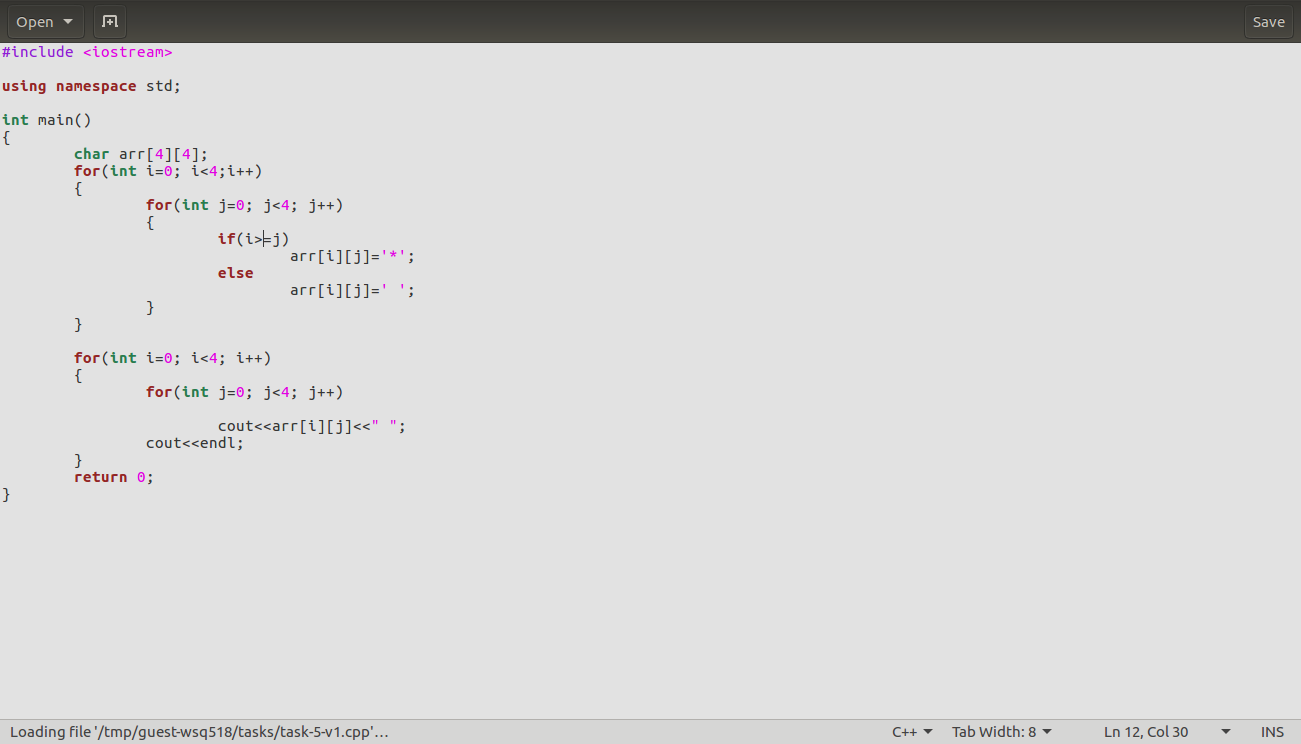 Open
Save
#include <iostream>

using namespace std;

int main()
{
        char arr[4][4];
        for(int i=0; i<4;i++)
        {
                for(int j=0; j<4; j++)
                {
                        if(i>=j)
                                arr[i][j]='*';
                        else
                                arr[i][j]=' ';
                }
        }

        for(int i=0; i<4; i++)
        {
                for(int j=0; j<4; j++)

                        cout<<arr[i][j]<<" ";
                cout<<endl;
        }
        return 0;
}
Loading file '/tmp/guest-wsq518/tasks/task-5-v1.cpp'… C++ Tab Width: 8 Ln 12, Col 30 INS